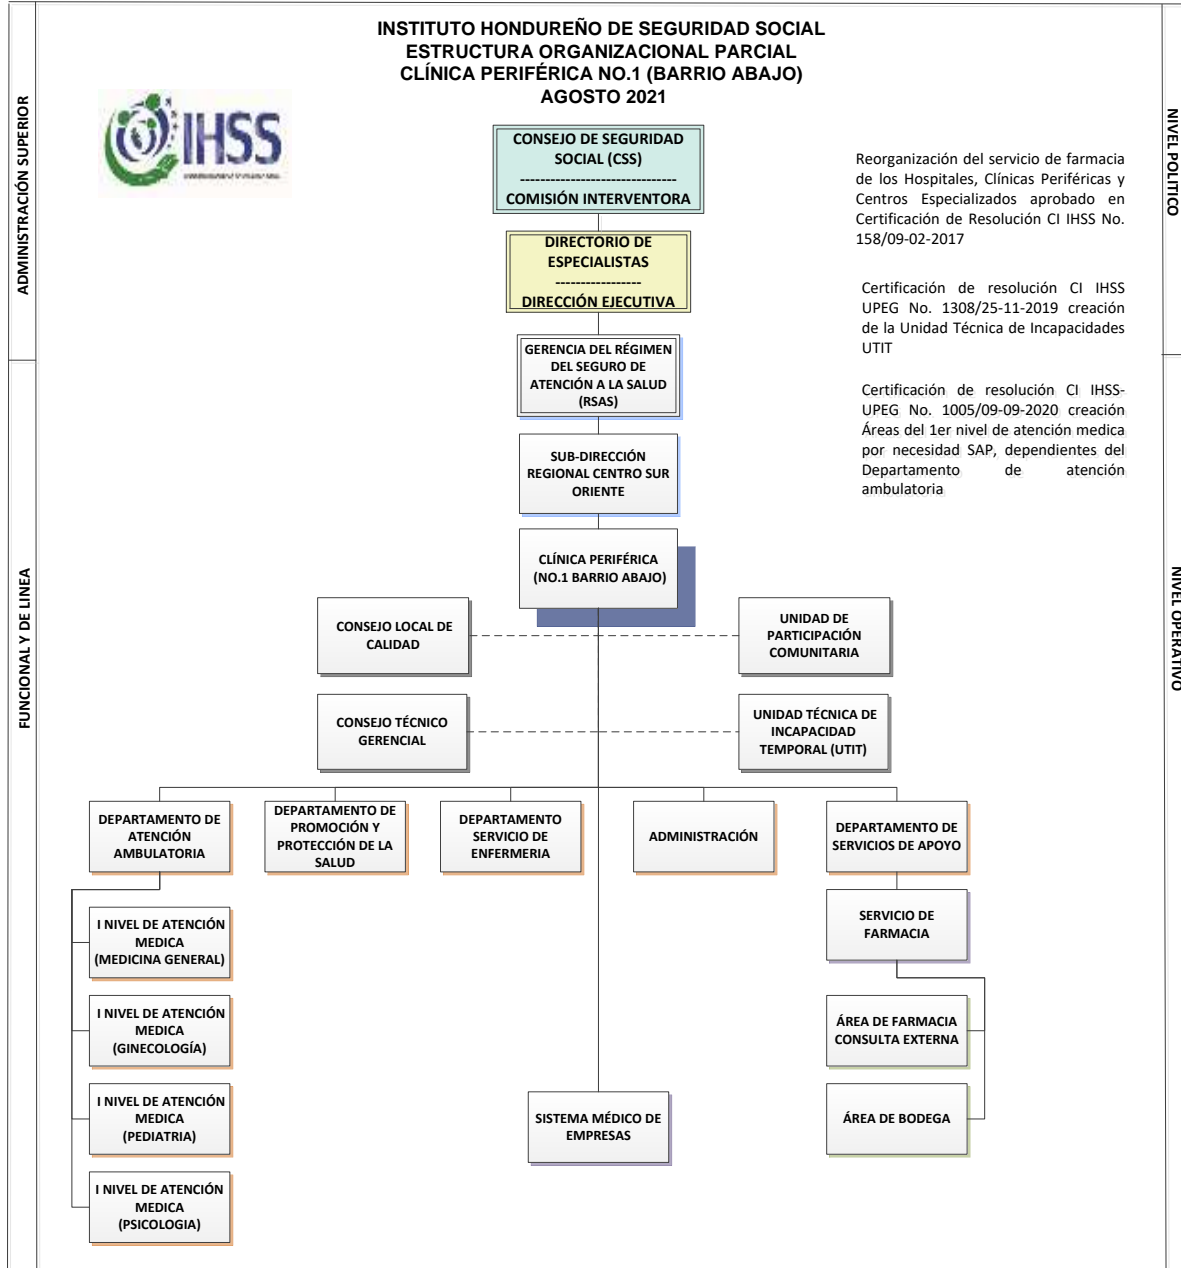 INSTITUTO HONDUREÑO DE SEGURIDAD SOCIAL
ESTRUCTURA ORGANIZACIONAL PARCIAL
CLÍNICA PERIFÉRICA NO.1 (BARRIO ABAJO)
AGOSTO 2021
IHSS
ADMINISTRACIÓN SUPERIOR
FUNCIONAL Y DE LINEA
NIVEL POLITICO
NIVEL OPERATIVO
CONSEJO DE SEGURIDAD
SOCIAL (CSS)
-------------------------------
COMISIÓN INTERVENTORA
DIRECTORIO DE
ESPECIALISTAS
-----------------
DIRECCIÓN EJECUTIVA
GERENCIA DEL RÉGIMEN
DEL SEGURO DE
ATENCIÓN A LA SALUD
(RSAS)
SUB-DIRECCIÓN
REGIONAL CENTRO SUR
ORIENTE
CLÍNICA PERIFÉRICA
(NO.1 BARRIO ABAJO)
Reorganización del servicio de farmacia
de los Hospitales, Clínicas Periféricas y
Centros Especializados aprobado en
Certificación de Resolución CI IHSS No.
158/09-02-2017
Certificación de resolución CI IHSS
UPEG No. 1308/25-11-2019 creación
de la Unidad Técnica de Incapacidades
UTIT
Certificación de resolución CI IHSS-
UPEG No. 1005/09-09-2020 creación
Áreas del 1er nivel de atención medica
por necesidad SAP, dependientes del
Departamento de atención
ambulatoria
CONSEJO LOCAL DE
CALIDAD
UNIDAD DE
PARTICIPACIÓN
COMUNITARIA
CONSEJO TÉCNICO
GERENCIAL
UNIDAD TÉCNICA DE
INCAPACIDAD
TEMPORAL (UTIT)
DEPARTAMENTO DE
ATENCIÓN
AMBULATORIA
DEPARTAMENTO DE
PROMOCIÓN Y
PROTECCIÓN DE LA
SALUD
DEPARTAMENTO
SERVICIO DE
ENFERMERIA
ADMINISTRACIÓN
DEPARTAMENTO DE
SERVICIOS DE APOYO
I NIVEL DE ATENCIÓN
MEDICA
(MEDICINA GENERAL)
I NIVEL DE ATENCIÓN
MEDICA
(GINECOLOGÍA)
I NIVEL DE ATENCIÓN
MEDICA
(PEDIATRIA)
I NIVEL DE ATENCIÓN
MEDICA
(PSICOLOGIA)
SERVICIO DE
FARMACIA
ÁREA DE FARMACIA
CONSULTA EXTERNA
ÁREA DE BODEGA
SISTEMA MÉDICO DE
EMPRESAS